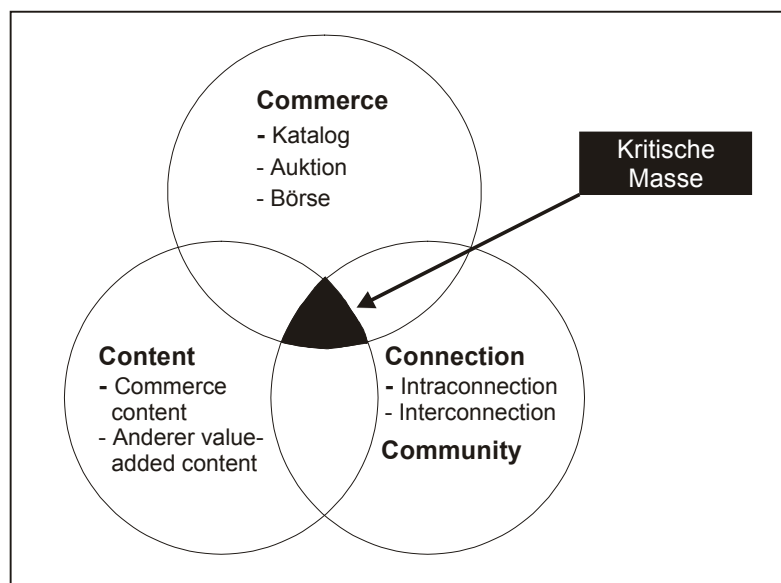 Commerce
- Katalog
- Auktion
- Börse
Kritische
Masse
Content
- Commerce
content
- Anderer value-
added content
Connection
- Intraconnection
- Interconnection
Community